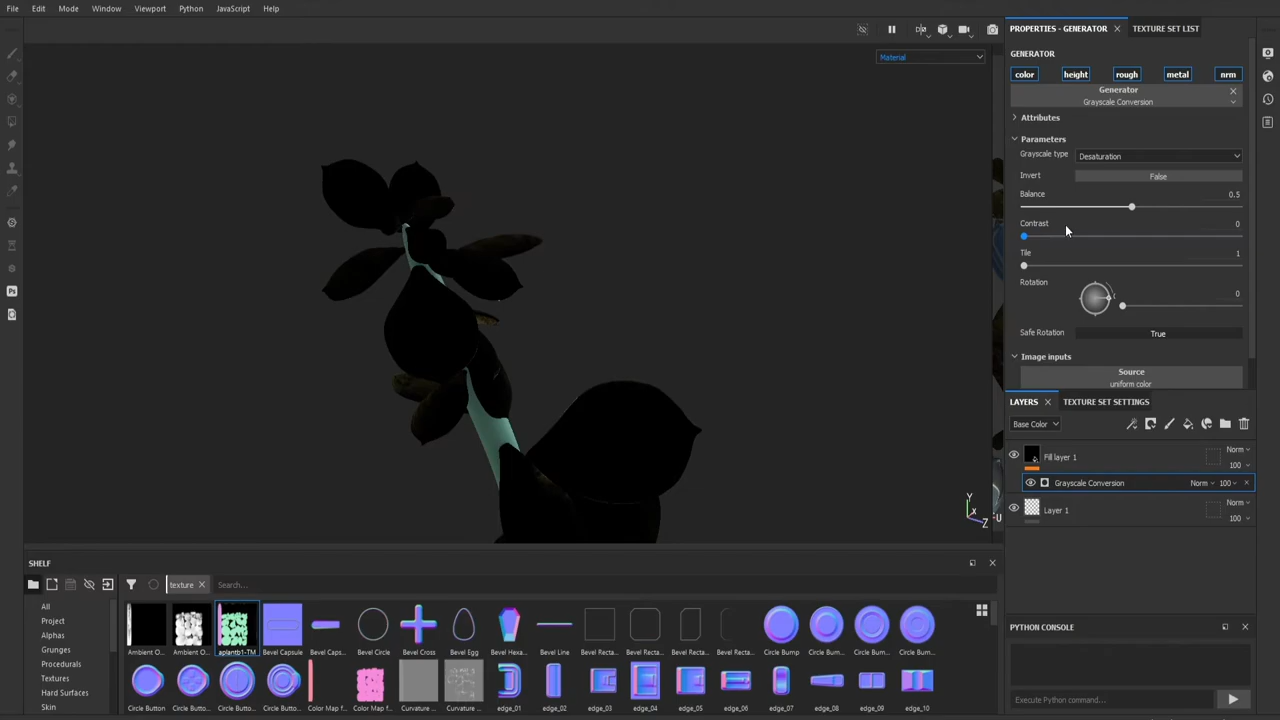 File Edit Mode Window Viewport Python JavaScript Help
PROPERTIES - GENERATOR TEXTURE SET LIST
GENERATOR
Material
color height rough metal nrm
Generator
Grayscale Conversion
Attributes
Parameters
Grayscale type Desaturation
Invert False
Balance 0.5
Contrast 0
Tile 1
Rotation 0
Safe Rotation True
Image inputs
Source
uniform color
LAYERS TEXTURE SET SETTINGS
Base Color
Fill layer 1 Norm
100
Grayscale Conversion Norm 100
Layer 1 Norm
100
Y
X
Z
SHELF
texture Search...
All
Project
Alphas
Grunges
Procedurals
Textures
Hard Surfaces
Skin
Ambient O... Ambient O... aplantb1-TM Bevel Capsule Bevel Caps... Bevel Circle Bevel Cross Bevel Egg Bevel Hexa... Bevel Line Bevel Recta... Bevel Recta... Bevel Recta... Bevel Recta... Circle Bump Circle Bum... Circle Bum... Circle Bum...
Circle Button Circle Butto... Circle Butto... Circle Butto... Color Map f... Color Map f... Curvature ... Curvature ... edge_01 edge_02 edge_03 edge_04 edge_05 edge_06 edge_07 edge_08 edge_09 edge_10
PYTHON CONSOLE
Execute Python command...